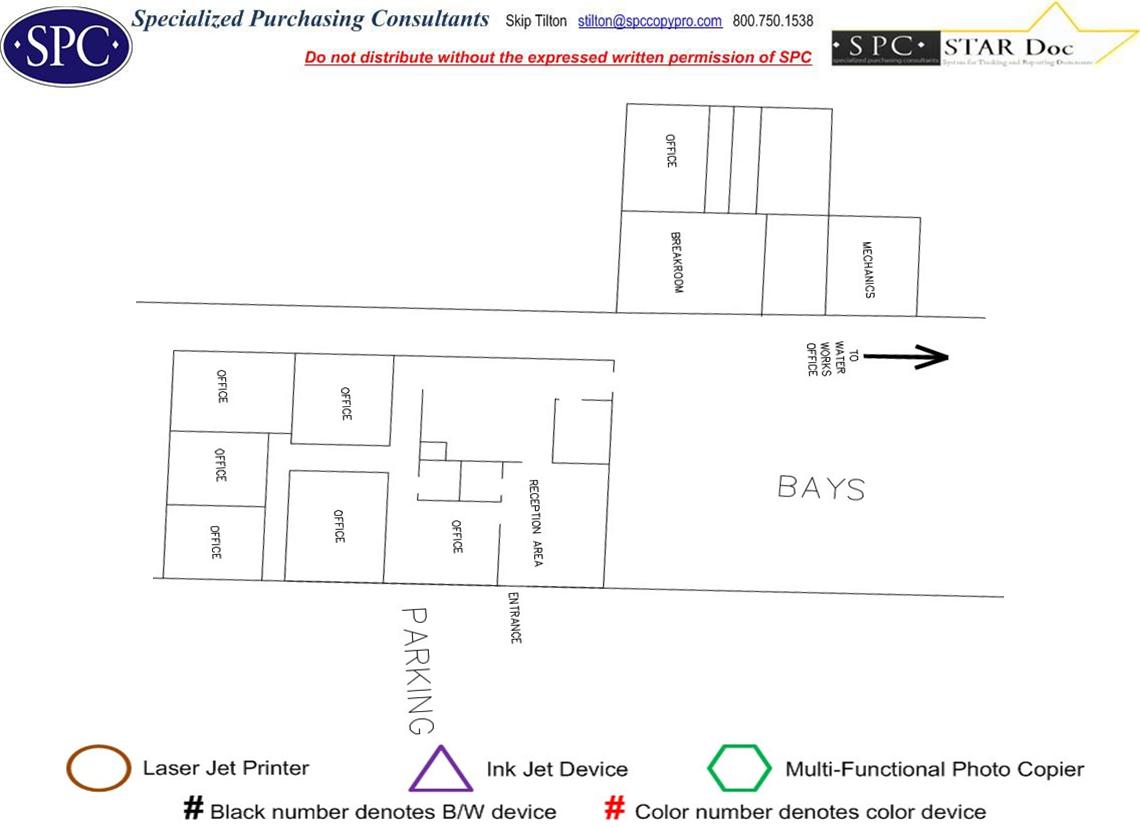 Specialized Purchasing Consultants Skip Tilton stilton@spccopypro.com 800.750.1538
·SPC·
Do not distribute without the expressed written permission of SPC
·SPC· STAR Doc
specialized purchasing consultants System for Tracking and Reporting Documents
OFFICE
BREAKROOM
MECHANICS
TO
WATER
WORKS
OFFICE
OFFICE
OFFICE
OFFICE
OFFICE
OFFICE
OFFICE
RECEPTION AREA
BAYS
ENTRANCE
PARKING
Laser Jet Printer
Ink Jet Device
Multi-Functional Photo Copier
# Black number denotes B/W device
# Color number denotes color device